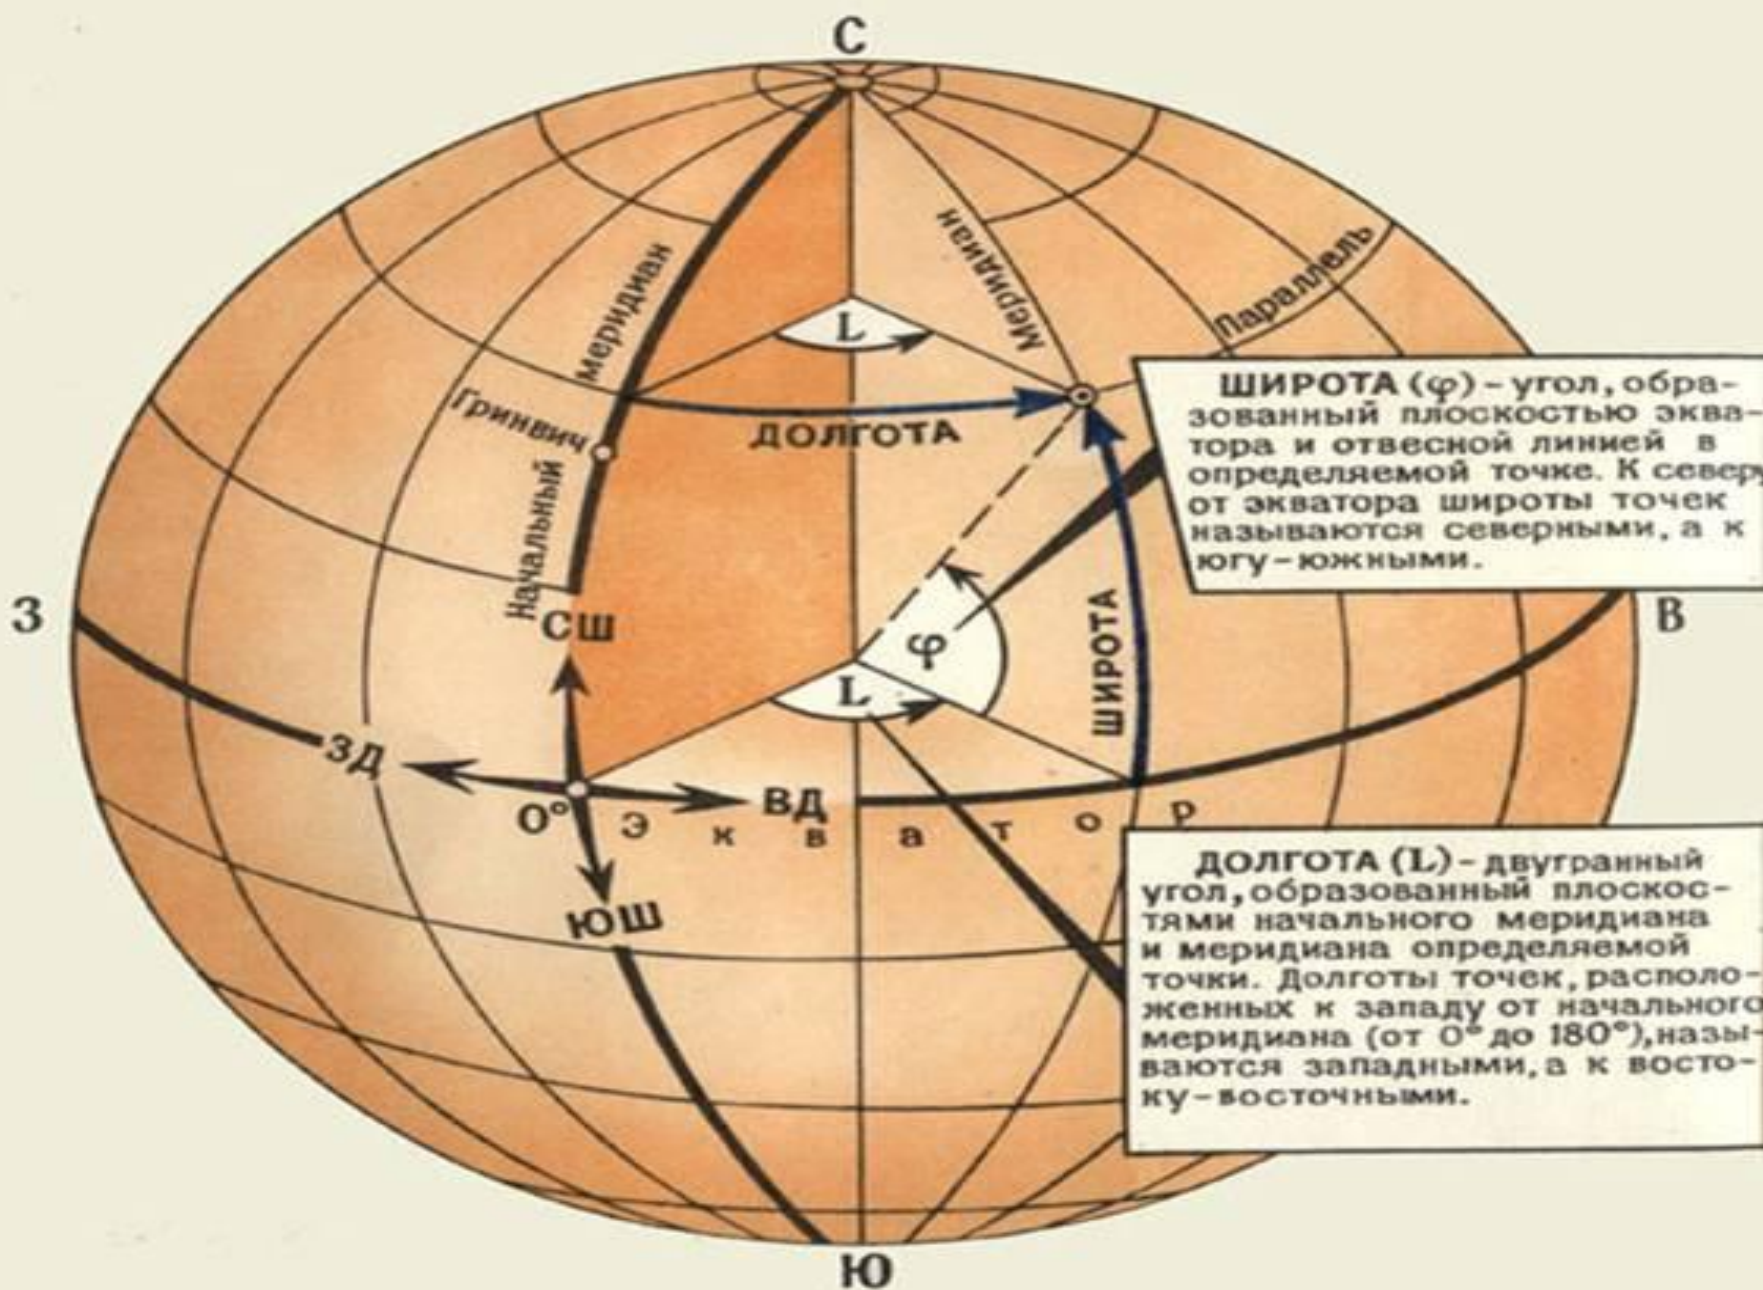 С
Меридиан
меридиан
Параллель
L
Гринвич
ДОЛГОТА
Начальный
ШИРОТА (φ) - угол, обра-
зованный плоскостью эква-
тора и отвесной линией в
определяемой точке. К северу
от экватора широты точек
называются северными, а к
югу-южными.
З
СШ
В
φ
L
ШИРОТА
ЗД
0°
ВД
Экватор
ЮШ
ДОЛГОТА (L) - двугранный
угол, образованный плоскос-
тями начального меридиана
и меридиана определяемой
точки. Долготы точек, располо-
женных к западу от начального
меридиана (от 0° до 180°), назы-
ваются западными, а к восто-
ку-восточными.
Ю